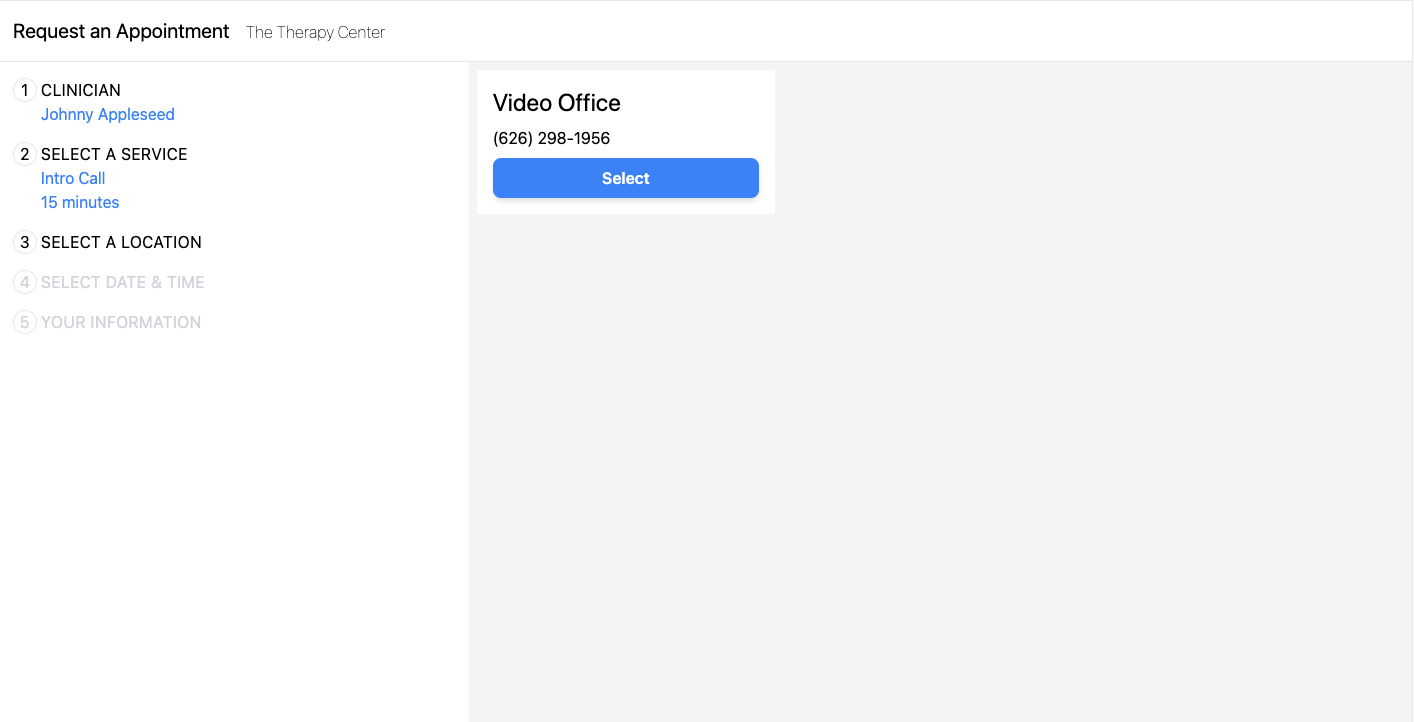 Request an Appointment The Therapy Center
1 CLINICIAN
Johnny Appleseed
2 SELECT A SERVICE
Intro Call
15 minutes
3 SELECT A LOCATION
4 SELECT DATE & TIME
5 YOUR INFORMATION
Video Office
(626) 298-1956
Select